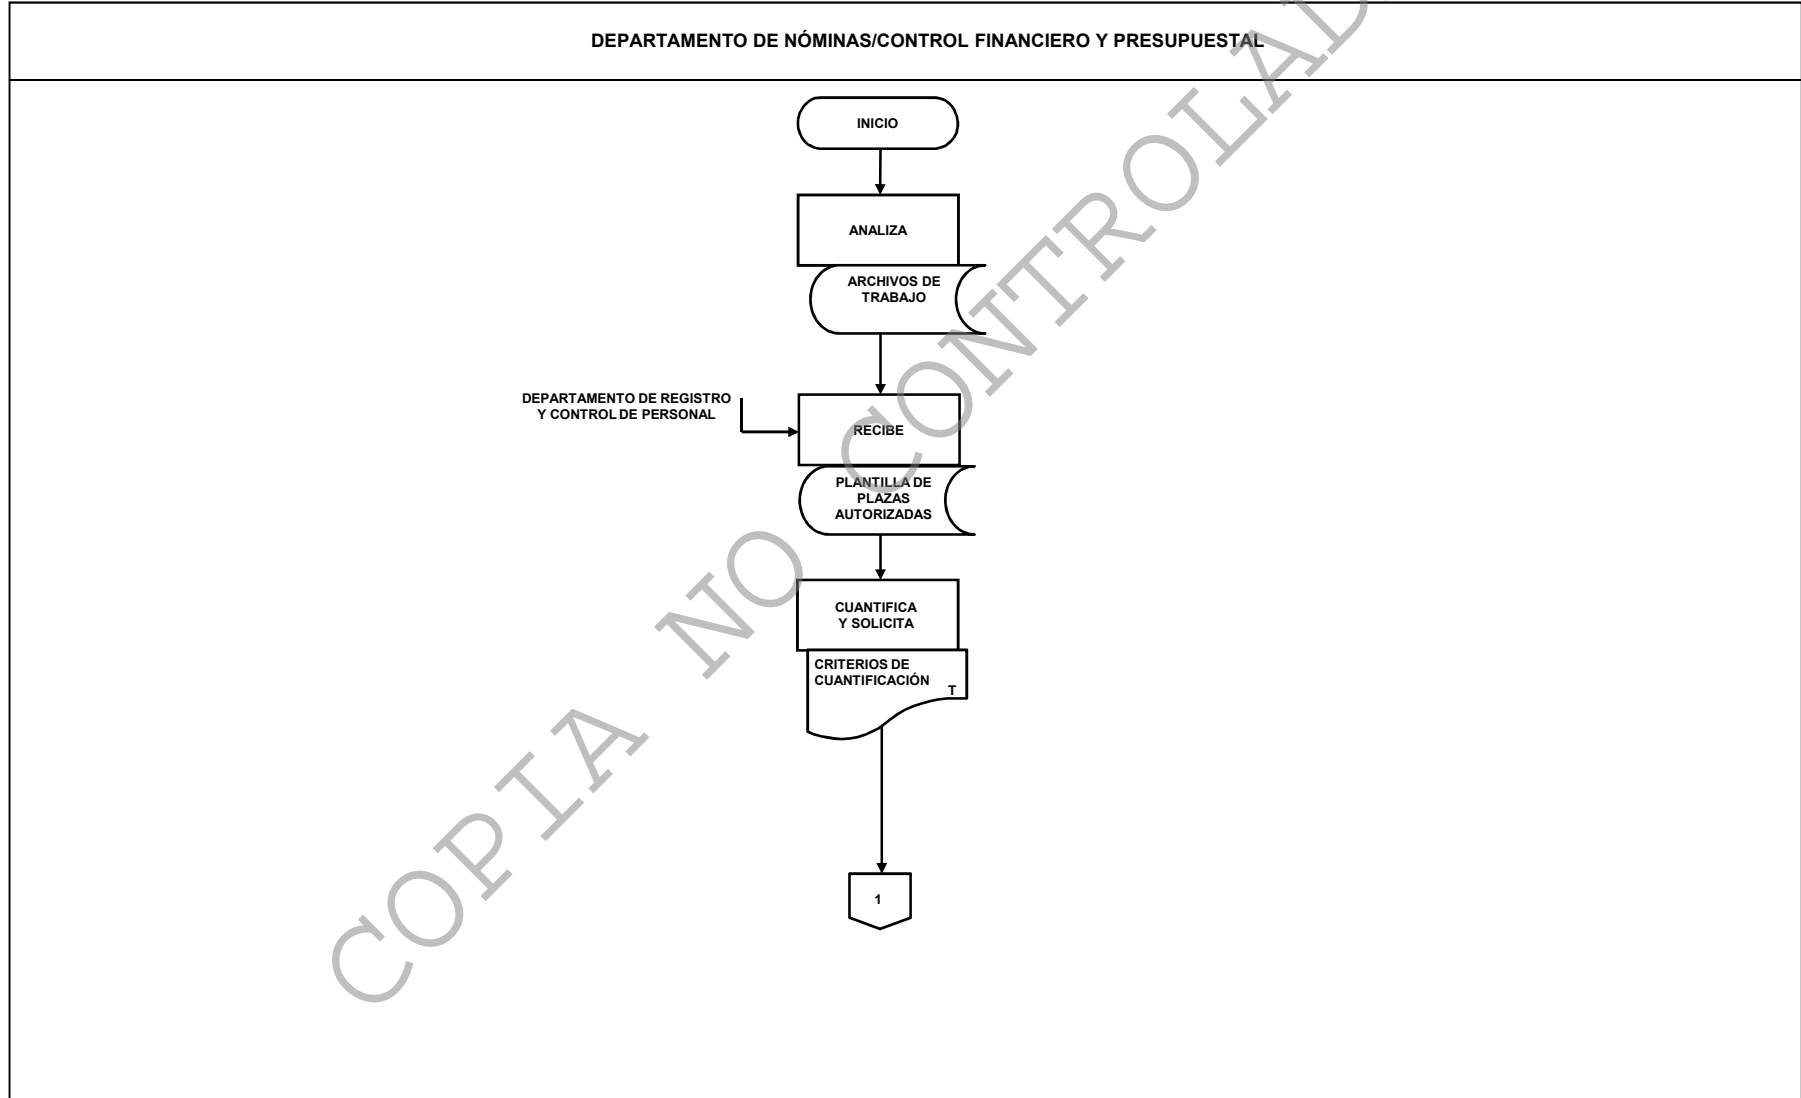 DEPARTAMENTO DE NÓMINAS/CONTROL FINANCIERO Y PRESUPUESTAL
INICIO
ANALIZA
ARCHIVOS DE
TRABAJO
DEPARTAMENTO DE REGISTRO
Y CONTROL DE PERSONAL
RECIBE
PLANTILLA DE
PLAZAS
AUTORIZADAS
CUANTIFICA
Y SOLICITA
CRITERIOS DE
CUANTIFICACIÓN
T
1
COPIA NO CONTROLAD